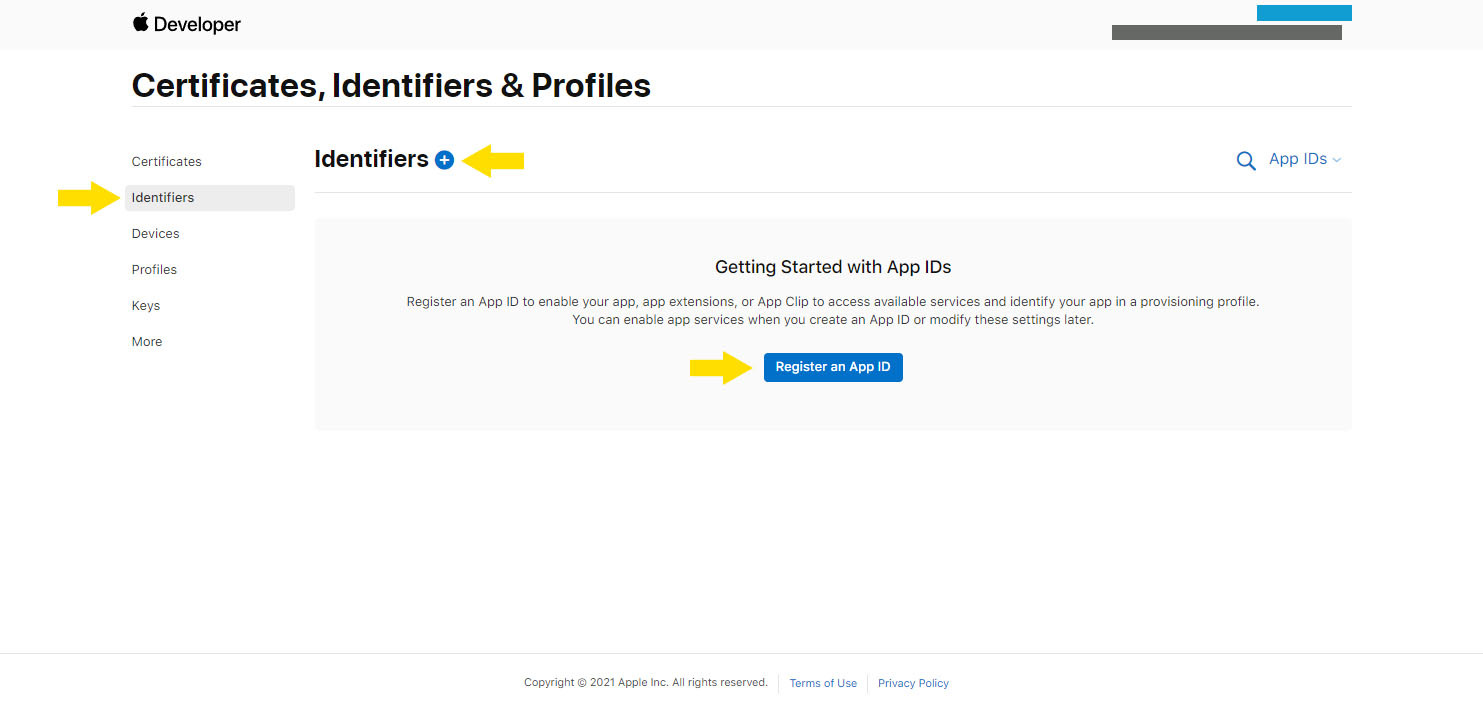 Developer
Certificates, Identifiers & Profiles
Certificates
Identifiers
Devices
Profiles
Keys
More
Identifiers
App IDs
Getting Started with App IDs
Register an App ID to enable your app, app extensions, or App Clip to access available services and identify your app in a provisioning profile.
You can enable app services when you create an App ID or modify these settings later.
Register an App ID
Copyright © 2021 Apple Inc. All rights reserved. Terms of Use Privacy Policy